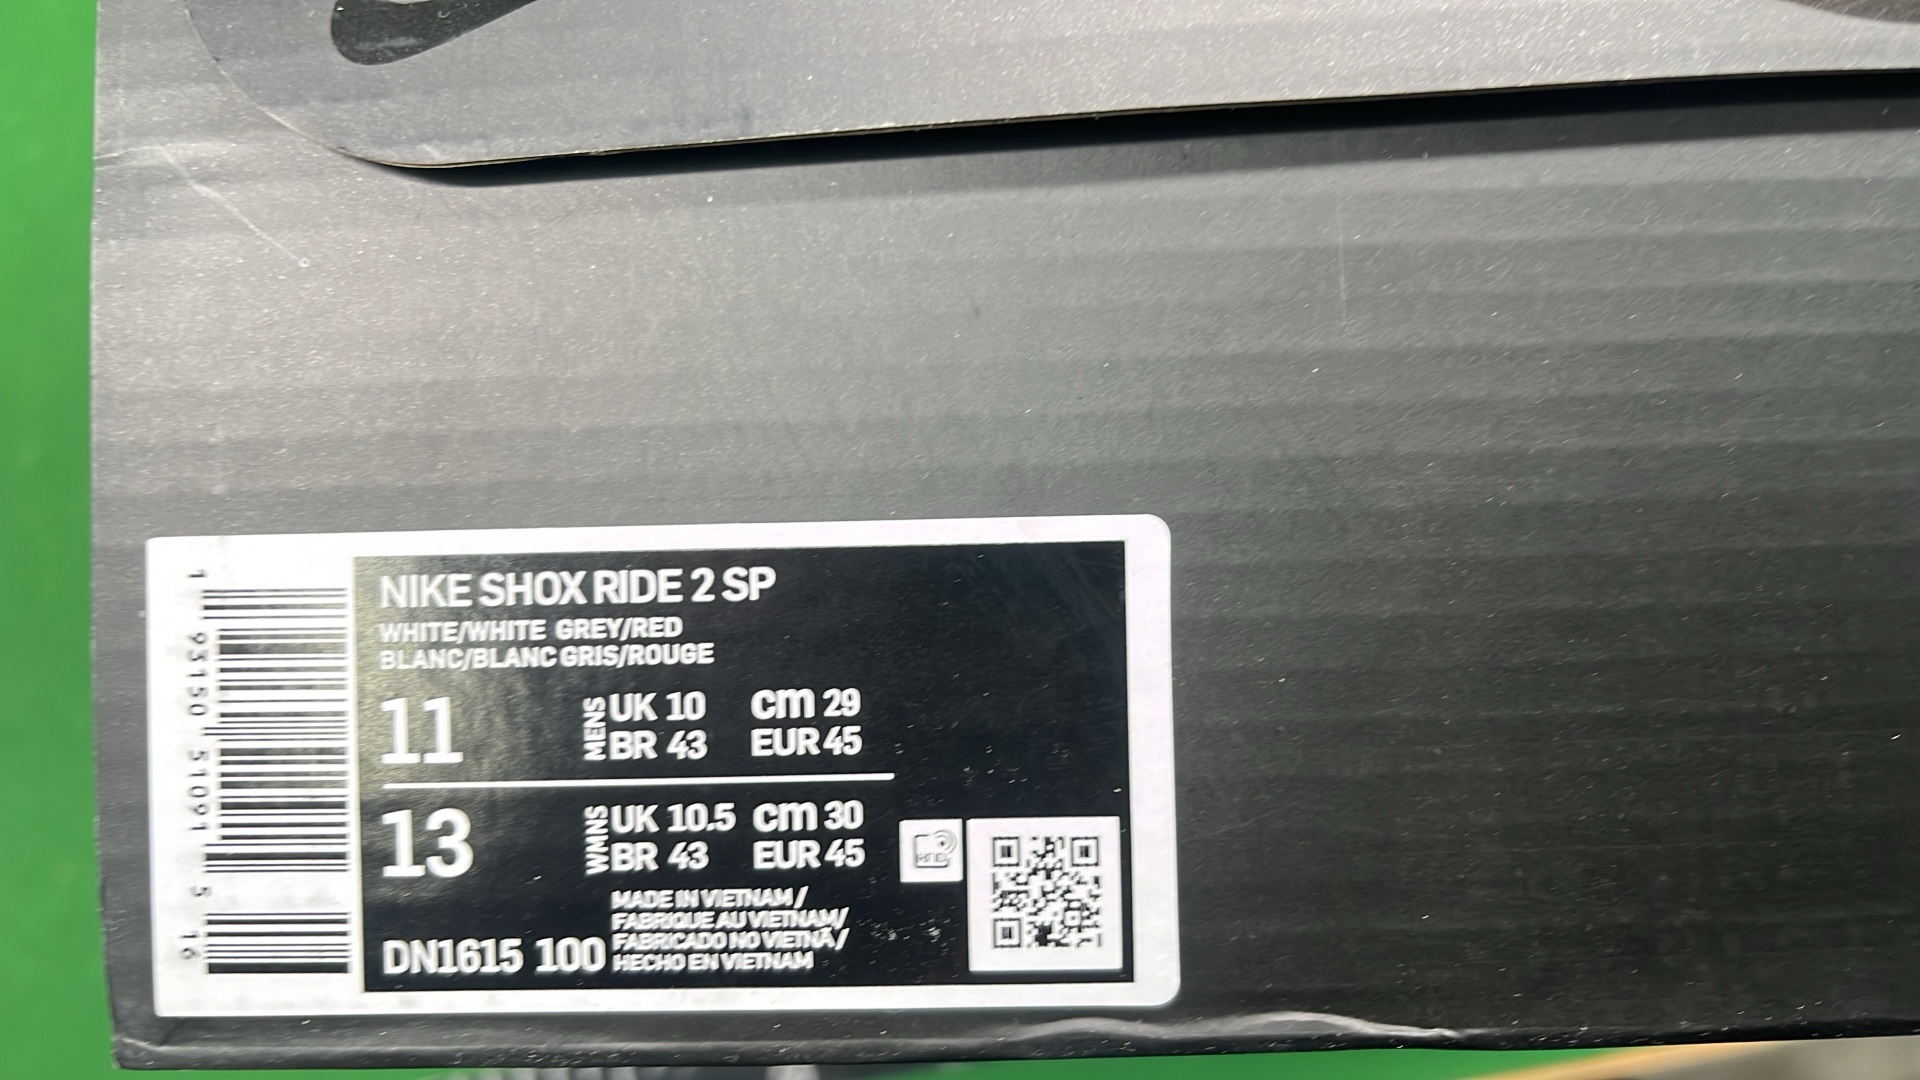 NIKE SHOX RIDE 2 SP
WHITE/WHITE GREY/RED
BLANC/BLANC GRIS/ROUGE
11 MENS UK 10 cm 29
BR 43 EUR 45
13 WMNS UK 10.5 cm 30
BR 43 EUR 45
MADE IN VIETNAM /
FABRIQUE AU VIETNAM/
FABRICADO NO VIETNÃ /
HECHO EN VIETNAM
DN1615 100
1 93150 51091 5 16